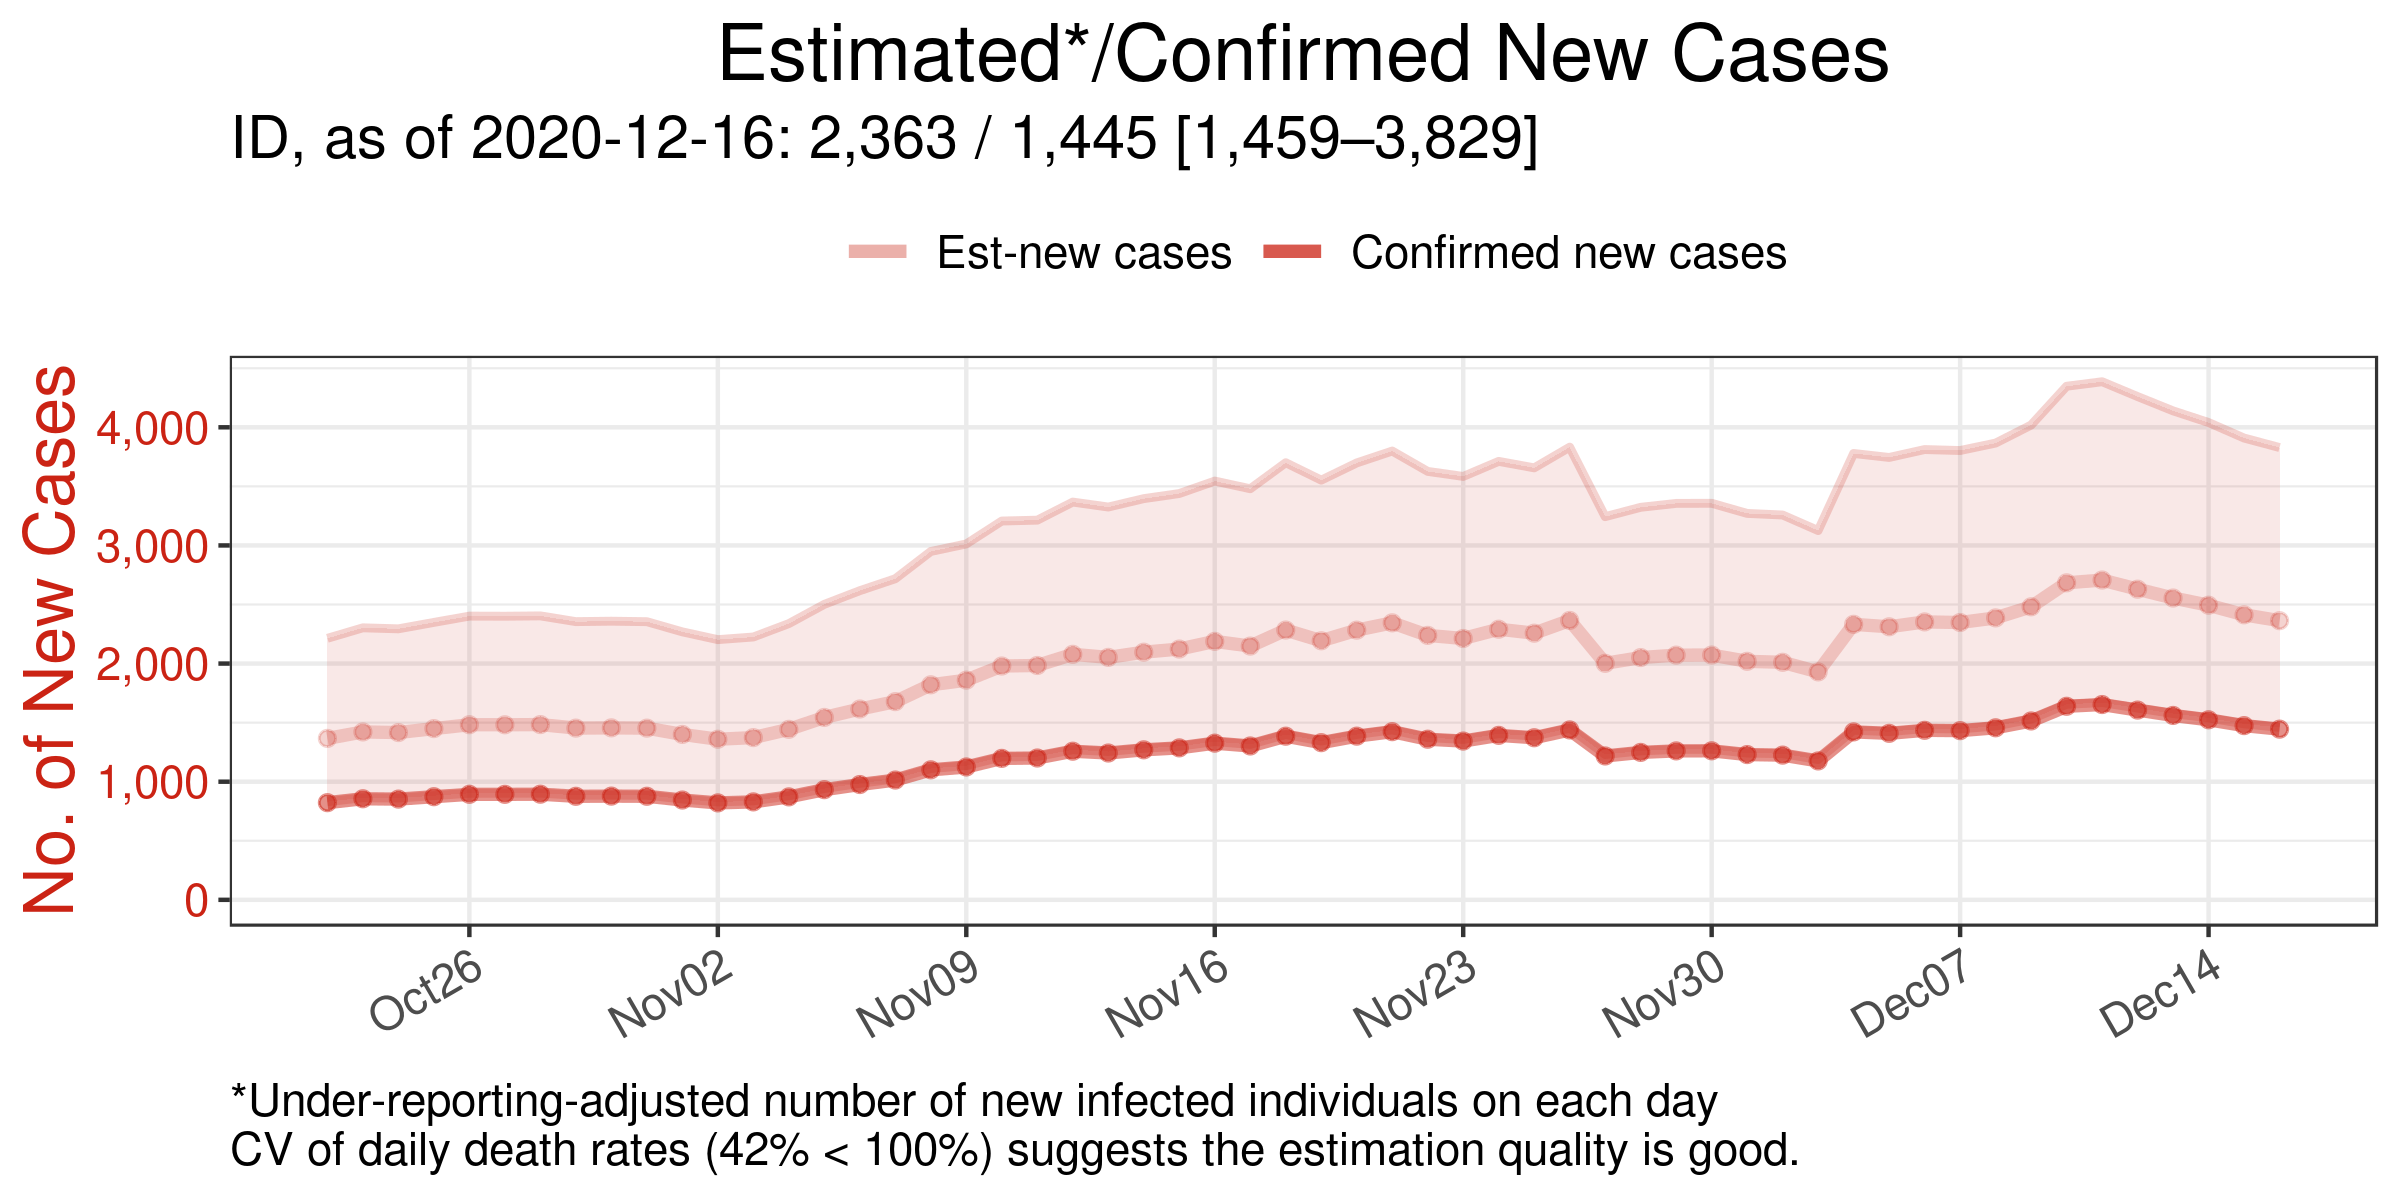 Estimated*/Confirmed New Cases
ID, as of 2020-12-16: 2,363 / 1,445 [1,459–3,829]
Est-new cases Confirmed new cases
No. of New Cases
4,000
3,000
2,000
1,000
0
Oct26 Nov02 Nov09 Nov16 Nov23 Nov30 Dec07 Dec14
*Under-reporting-adjusted number of new infected individuals on each day
CV of daily death rates (42% < 100%) suggests the estimation quality is good.